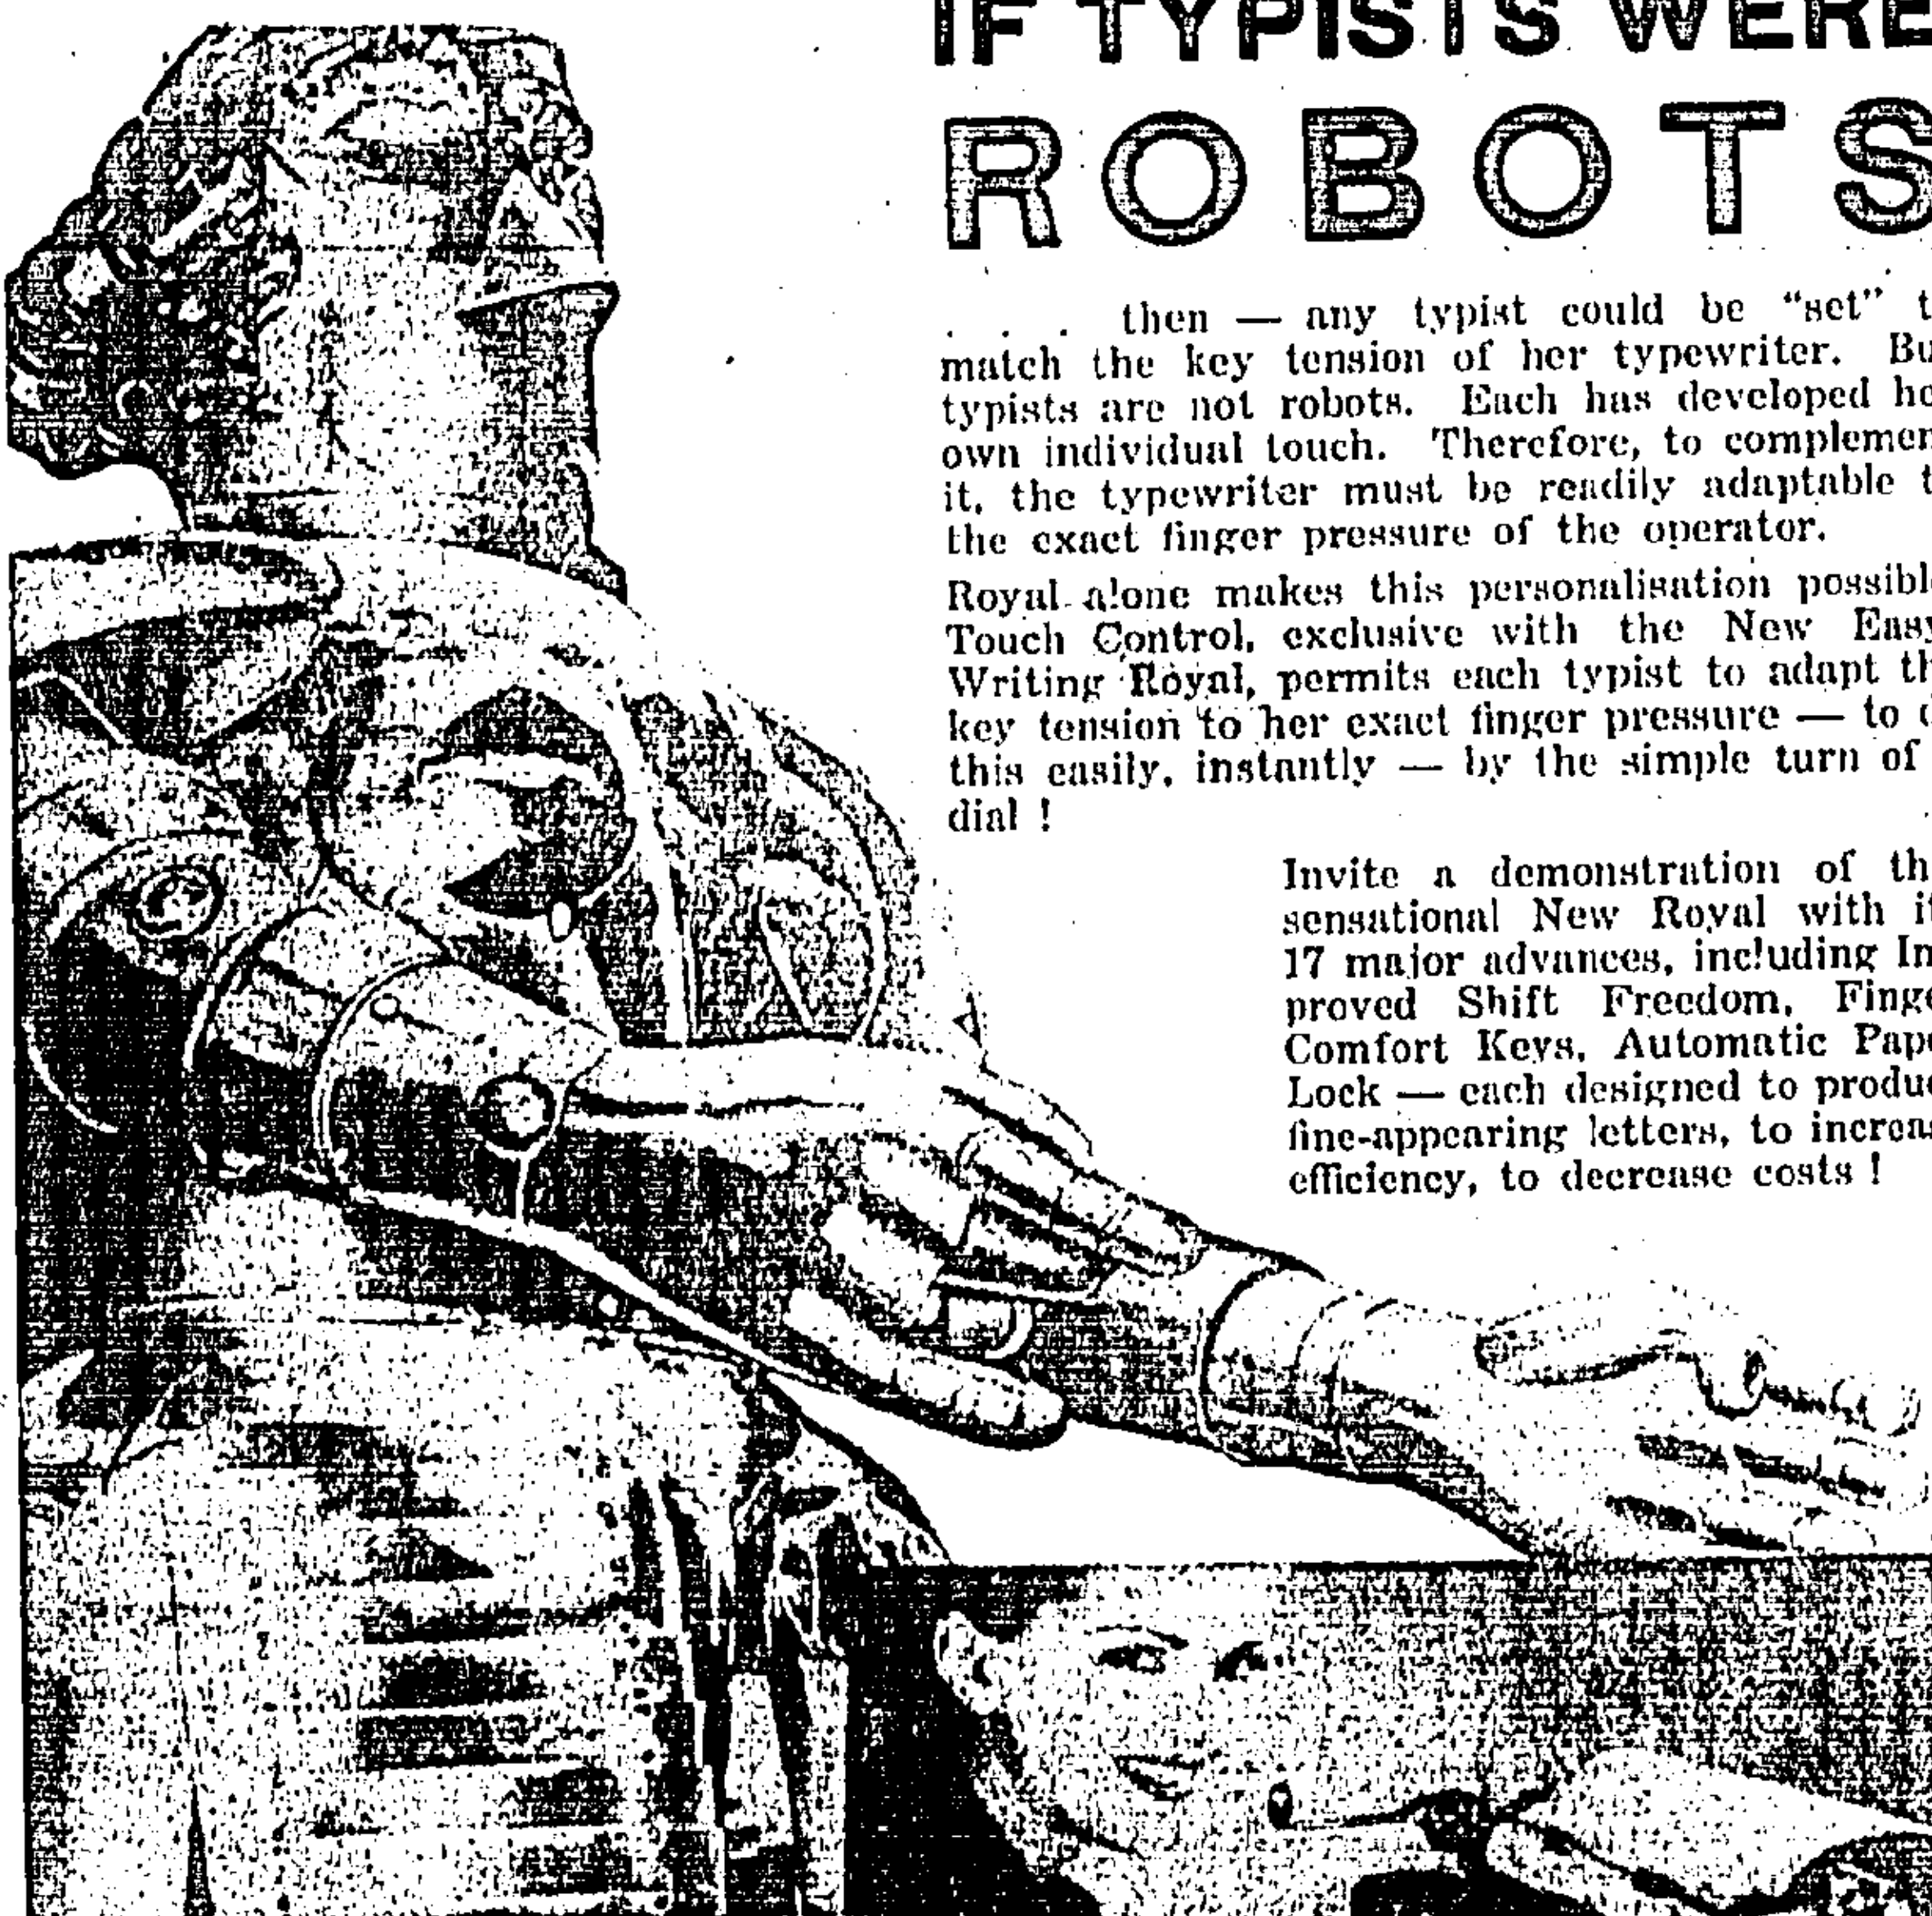 IF TYPISTS WERE
ROBOTS
. . . then — any typist could be “set” t
match the key tension of her typewriter. Bu
typists are not robots. Each has developed he
own individual touch. Therefore, to complemen
it, the typewriter must be readily adaptable t
the exact finger pressure of the operator.
Royal alone makes this personalisation possibl
Touch Control, exclusive with the New Easy
Writing Royal, permits each typist to adapt th
key tension to her exact finger pressure — to d
this easily, instantly — by the simple turn of
dial !
Invite a demonstration of th
sensational New Royal with it
17 major advances, including Im
proved Shift Freedom, Finge
Comfort Keys, Automatic Pape
Lock — each designed to produc
fine-appearing letters, to increas
efficiency, to decrease costs !